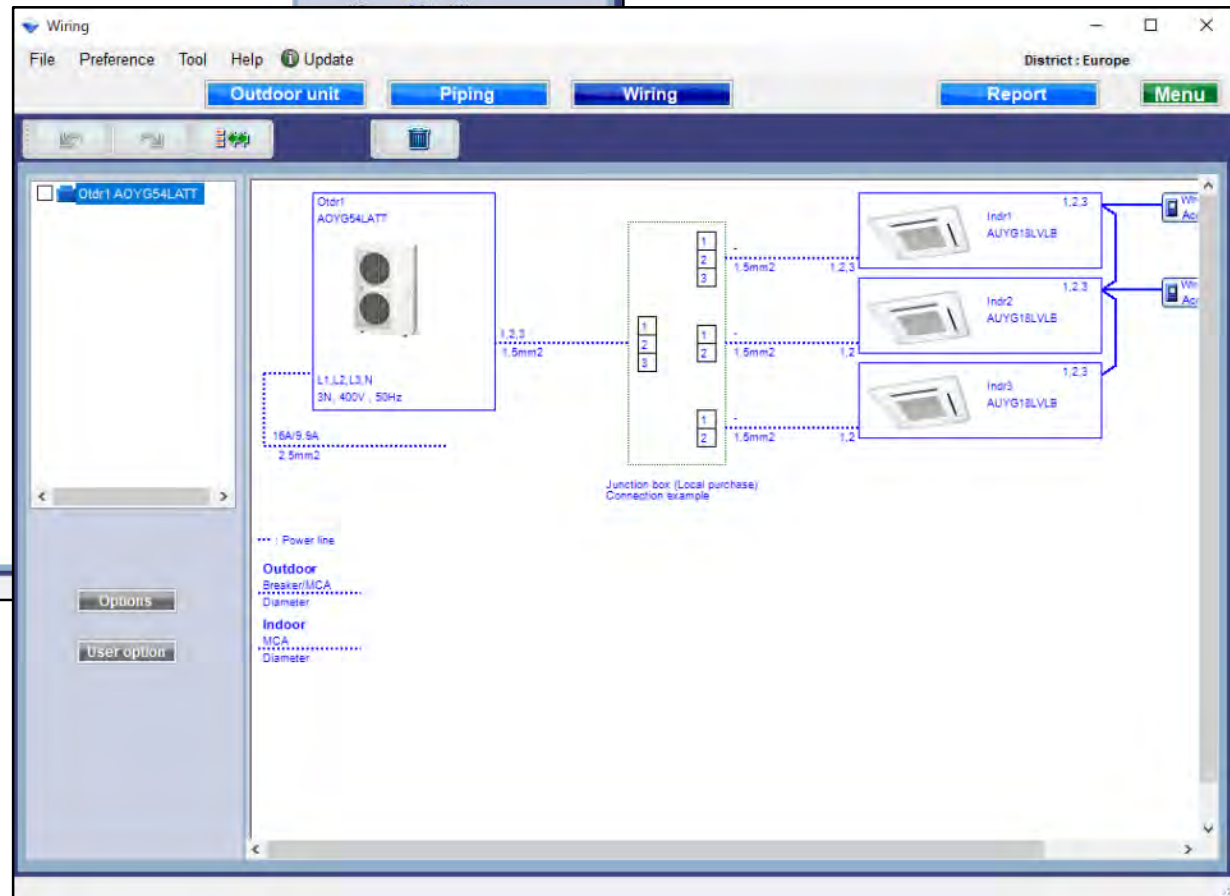 Wiring
File Preference Tool Help Update
District : Europe
Outdoor unit Piping Wiring Report Menu
Otdr1 AOYG54LATT
Otdr1
AOYG54LATT
L1,L2,L3,N
3N, 400V , 50Hz
16A/9.9A
2.5mm2
1,2,3
1.5mm2
1
2
3
1
2
3
-
1.5mm2 1,2,3
1
2
-
1.5mm2 1,2
1
2
-
1.5mm2 1,2
Junction box (Local purchase)
Connection example
1,2,3
Indr1
AUYG18LVLB
1,2,3
Indr2
AUYG18LVLB
1,2,3
Indr3
AUYG18LVLB
: Power line
Outdoor
Breaker/MCA
Diameter
Indoor
MCA
Diameter
Options
User option